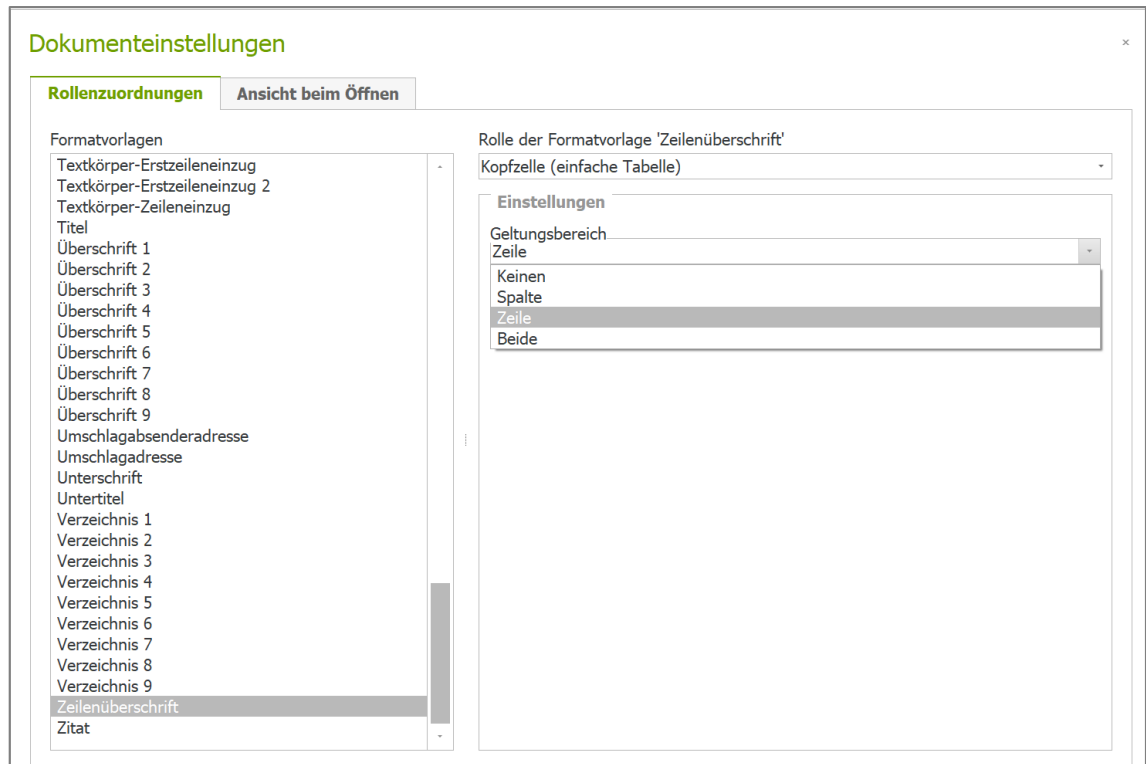 Dokumenteinstellungen
×
Rollenzuordnungen
Ansicht beim Öffnen
Formatvorlagen
Textkörper-Erstzeileneinzug
Textkörper-Erstzeileneinzug 2
Textkörper-Zeileneinzug
Titel
Überschrift 1
Überschrift 2
Überschrift 3
Überschrift 4
Überschrift 5
Überschrift 6
Überschrift 7
Überschrift 8
Überschrift 9
Umschlagabsenderadresse
Umschlagadresse
Unterschrift
Untertitel
Verzeichnis 1
Verzeichnis 2
Verzeichnis 3
Verzeichnis 4
Verzeichnis 5
Verzeichnis 6
Verzeichnis 7
Verzeichnis 8
Verzeichnis 9
Zeilenüberschrift
Zitat
Rolle der Formatvorlage 'Zeilenüberschrift'
Kopfzelle (einfache Tabelle)
Einstellungen
Geltungsbereich
Zeile
Keinen
Spalte
Zeile
Beide